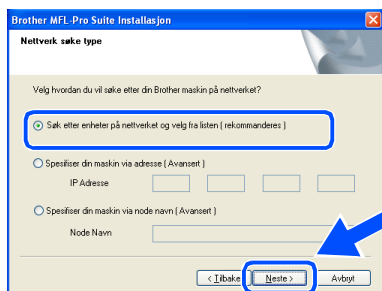 Brother MFL-Pro Suite Installasjon
Nettverk søke type
Velg hvordan du vil søke etter din Brother maskin på nettverket?
Søk etter enheter på nettverket og velg fra listen ( rekommanderes )
Spesifiser din maskin via adresse ( Avansert )
IP Adresse
Spesifiser din maskin via node navn ( Avansert )
Node Navn
< Tilbake Neste > Avbryt